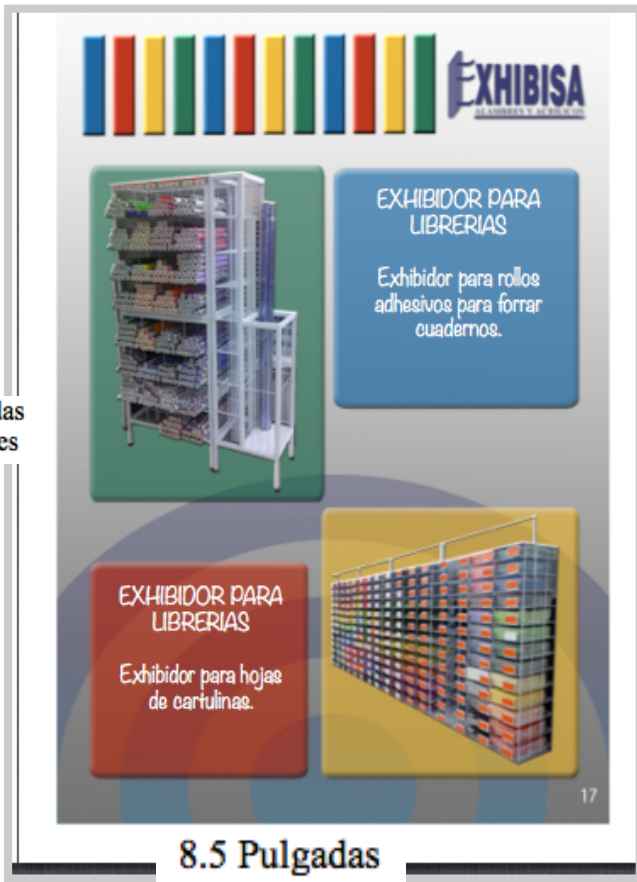 EXHIBISA
ALAMBRES Y ACRILICOS
EXHIBIDOR PARA
LIBRERIAS
Exhibidor para rollos
adhesivos para forrar
cuadernos.
EXHIBIDOR PARA
LIBRERIAS
Exhibidor para hojas
de cartulinas.
17
8.5 Pulgadas